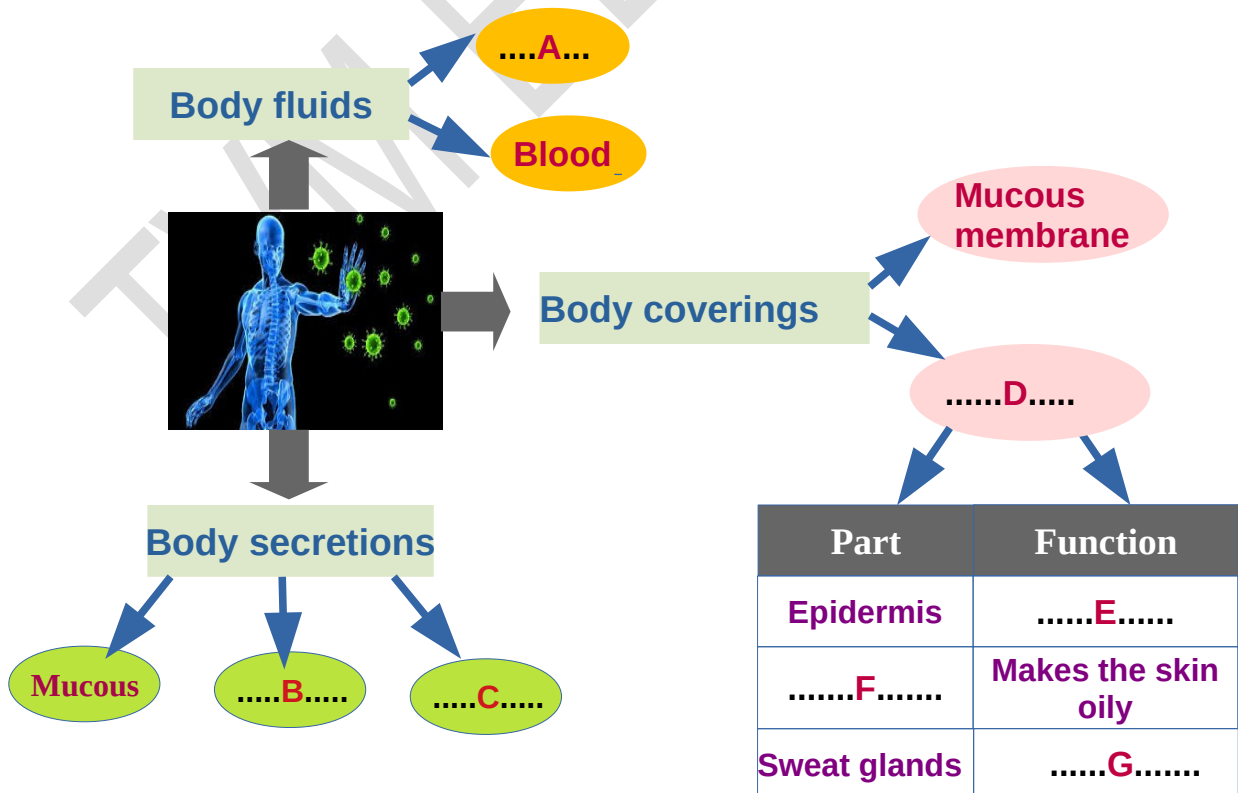 ....A...
Body fluids
Blood
Mucous
membrane
Body coverings
......D.....
Body secretions
Mucous
.....B.....
.....C.....
Part Function
Epidermis ......E......
.......F....... Makes the skin
oily
Sweat glands ......G.......